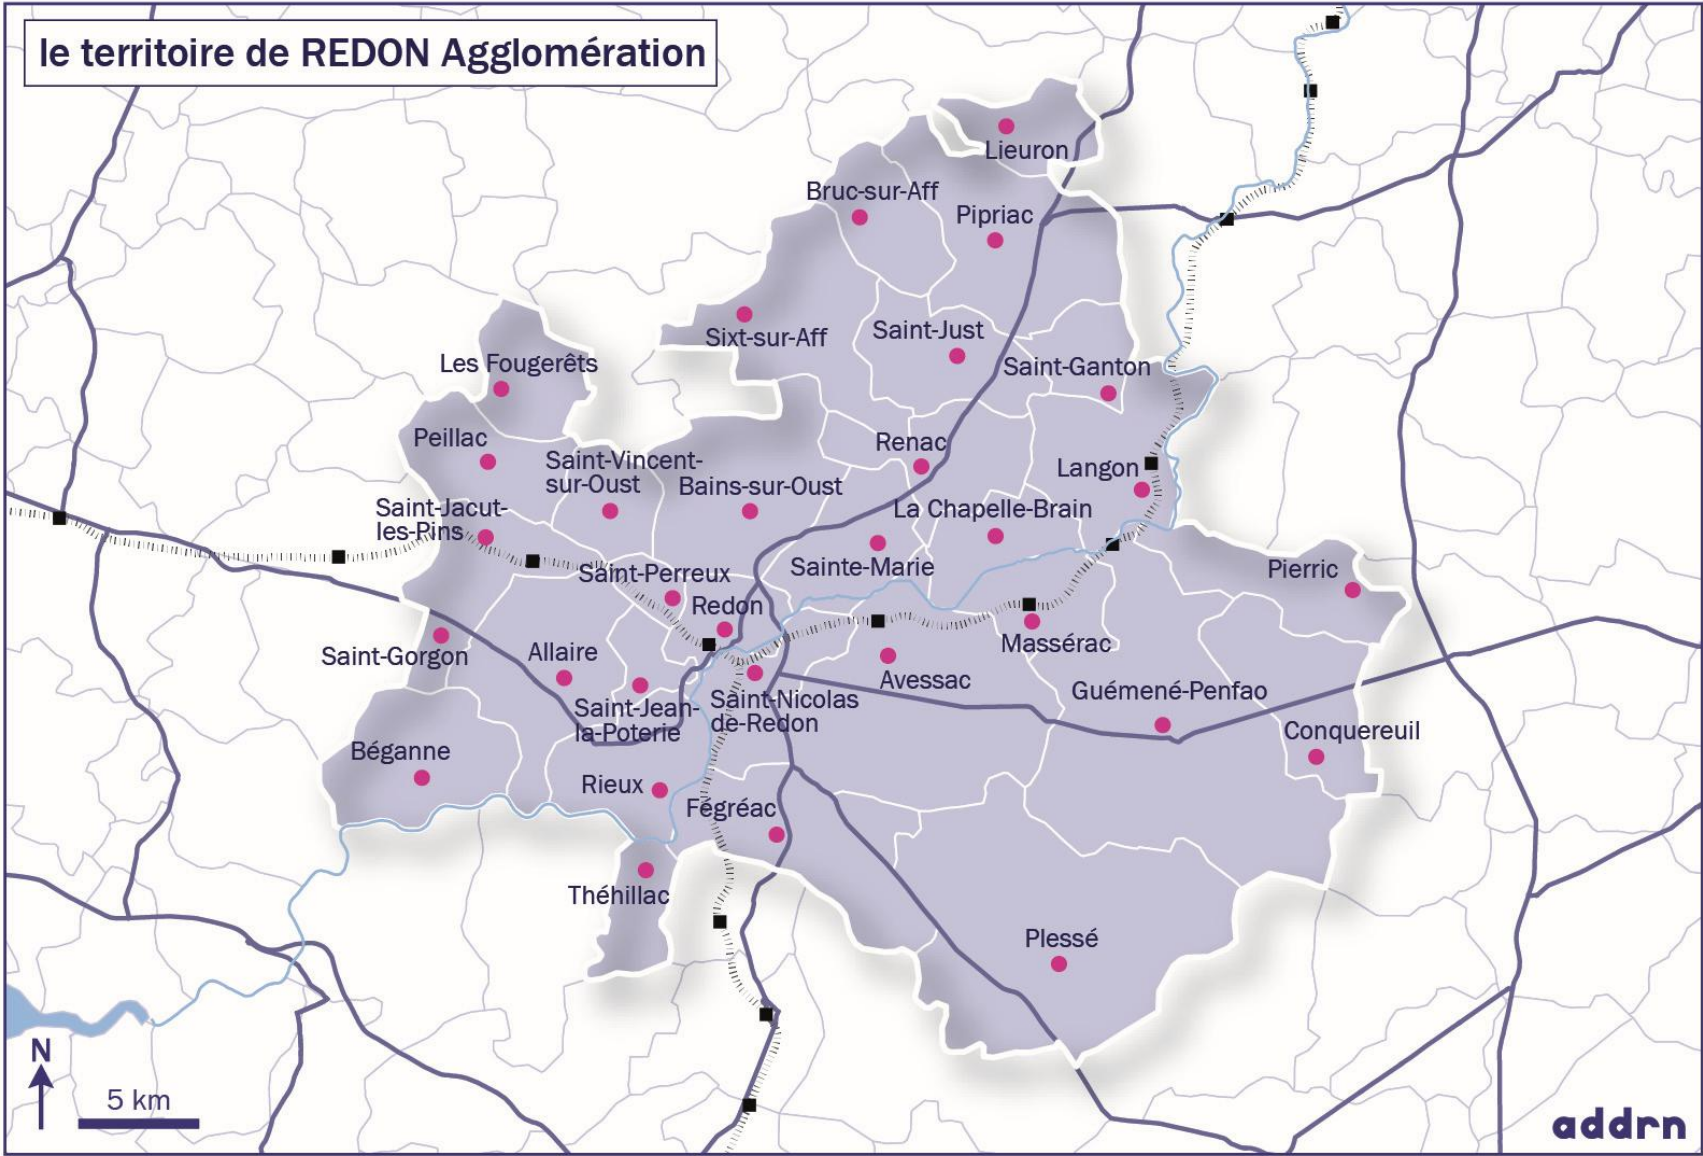 le territoire de REDON Agglomération
Lieuron
Bruc-sur-Aff
Pipriac
Sixt-sur-Aff
Saint-Just
Les Fougerêts
Saint-Ganton
Peillac
Renac
Saint-Vincent-
sur-Oust
Bains-sur-Oust
Langon
Saint-Jacut-
les-Pins
La Chapelle-Brain
Sainte-Marie
Pierric
Saint-Perreux
Redon
Massérac
Saint-Gorgon
Allaire
Avessac
Guémené-Penfao
Saint-Jean-
la-Poterie
Saint-Nicolas
de-Redon
Conquereuil
Béganne
Rieux
Fégréac
Théhillac
Plessé
N
5 km
addrn